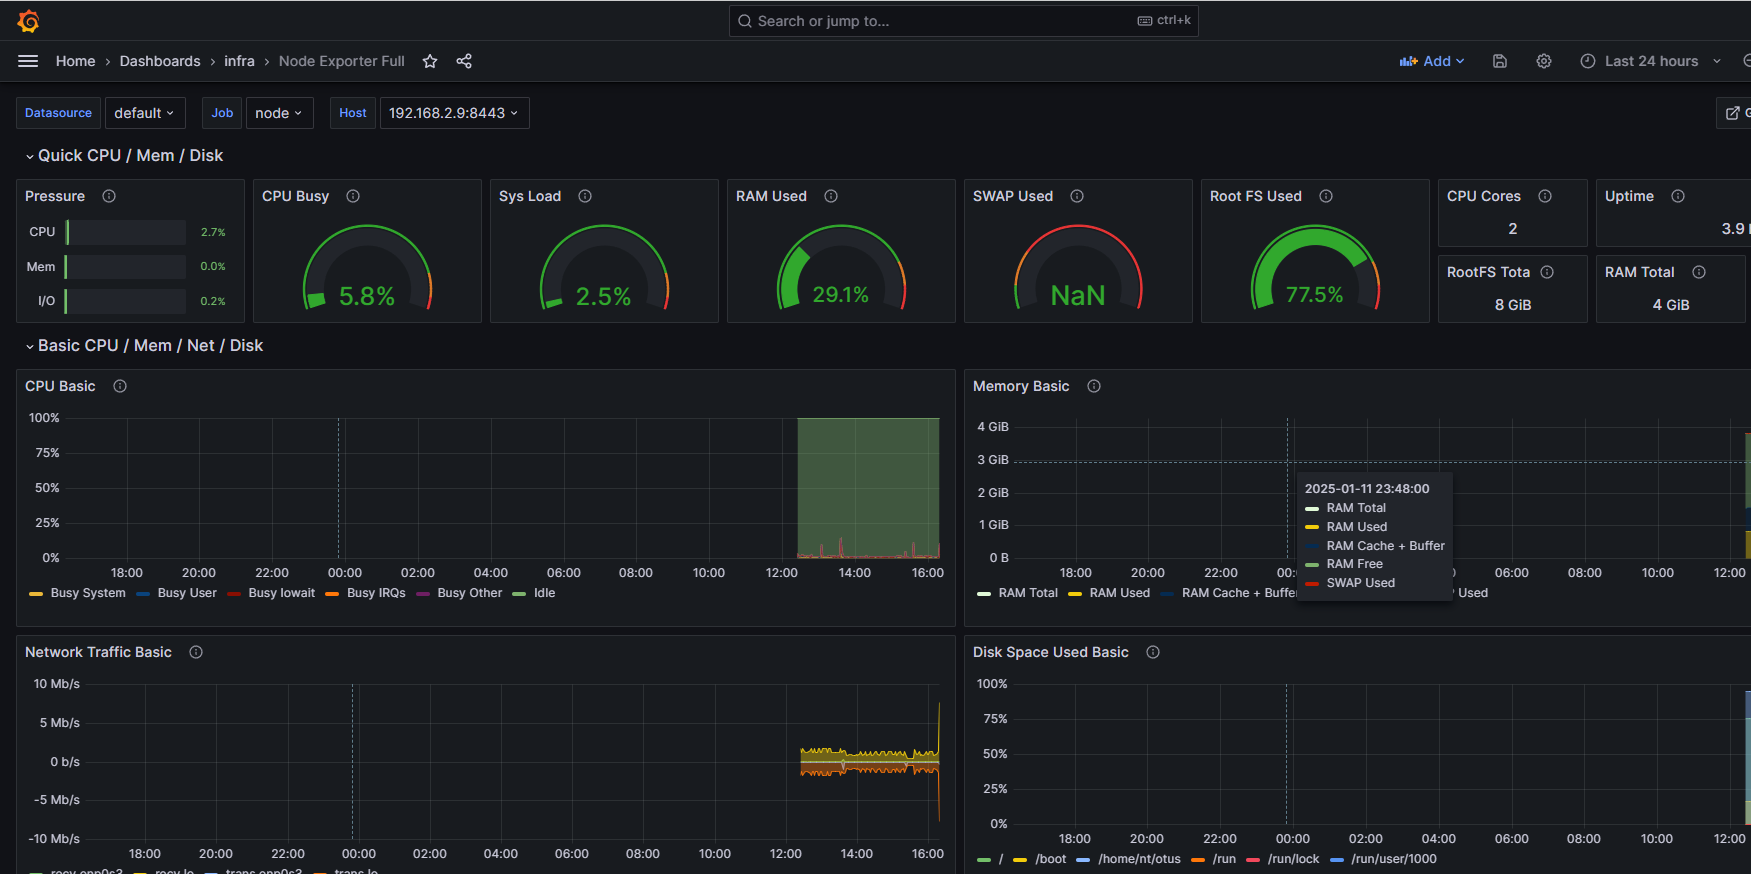 Search or jump to... ctrl+k
Home › Dashboards › infra › Node Exporter Full Add Last 24 hours
Datasource default Job node Host 192.168.2.9:8443
Quick CPU / Mem / Disk
Pressure CPU Busy Sys Load RAM Used SWAP Used Root FS Used CPU Cores Uptime
CPU 2.7%
2 3.9
Mem 0.0%
RootFS Tota RAM Total
I/O 0.2% 5.8% 2.5% 29.1% NaN 77.5% 8 GiB 4 GiB
Basic CPU / Mem / Net / Disk
CPU Basic
100%
75%
50%
25%
0%
18:00 20:00 22:00 00:00 02:00 04:00 06:00 08:00 10:00 12:00 14:00 16:00
Busy System Busy User Busy Iowait Busy IRQs Busy Other Idle
Memory Basic
4 GiB
3 GiB
2 GiB
1 GiB
0 B
18:00 20:00 22:00 06:00 08:00 10:00 12:00
RAM Total RAM Used RAM Cache + Buffer Used
2025-01-11 23:48:00
RAM Total
RAM Used
RAM Cache + Buffer
RAM Free
SWAP Used
Network Traffic Basic
10 Mb/s
5 Mb/s
0 b/s
-5 Mb/s
-10 Mb/s
18:00 20:00 22:00 00:00 02:00 04:00 06:00 08:00 10:00 12:00 14:00 16:00
recv enp0s3 recv lo trans enp0s3 trans lo
Disk Space Used Basic
100%
75%
50%
25%
0%
18:00 20:00 22:00 00:00 02:00 04:00 06:00 08:00 10:00 12:00
/ /boot /home/nt/otus /run /run/lock /run/user/1000